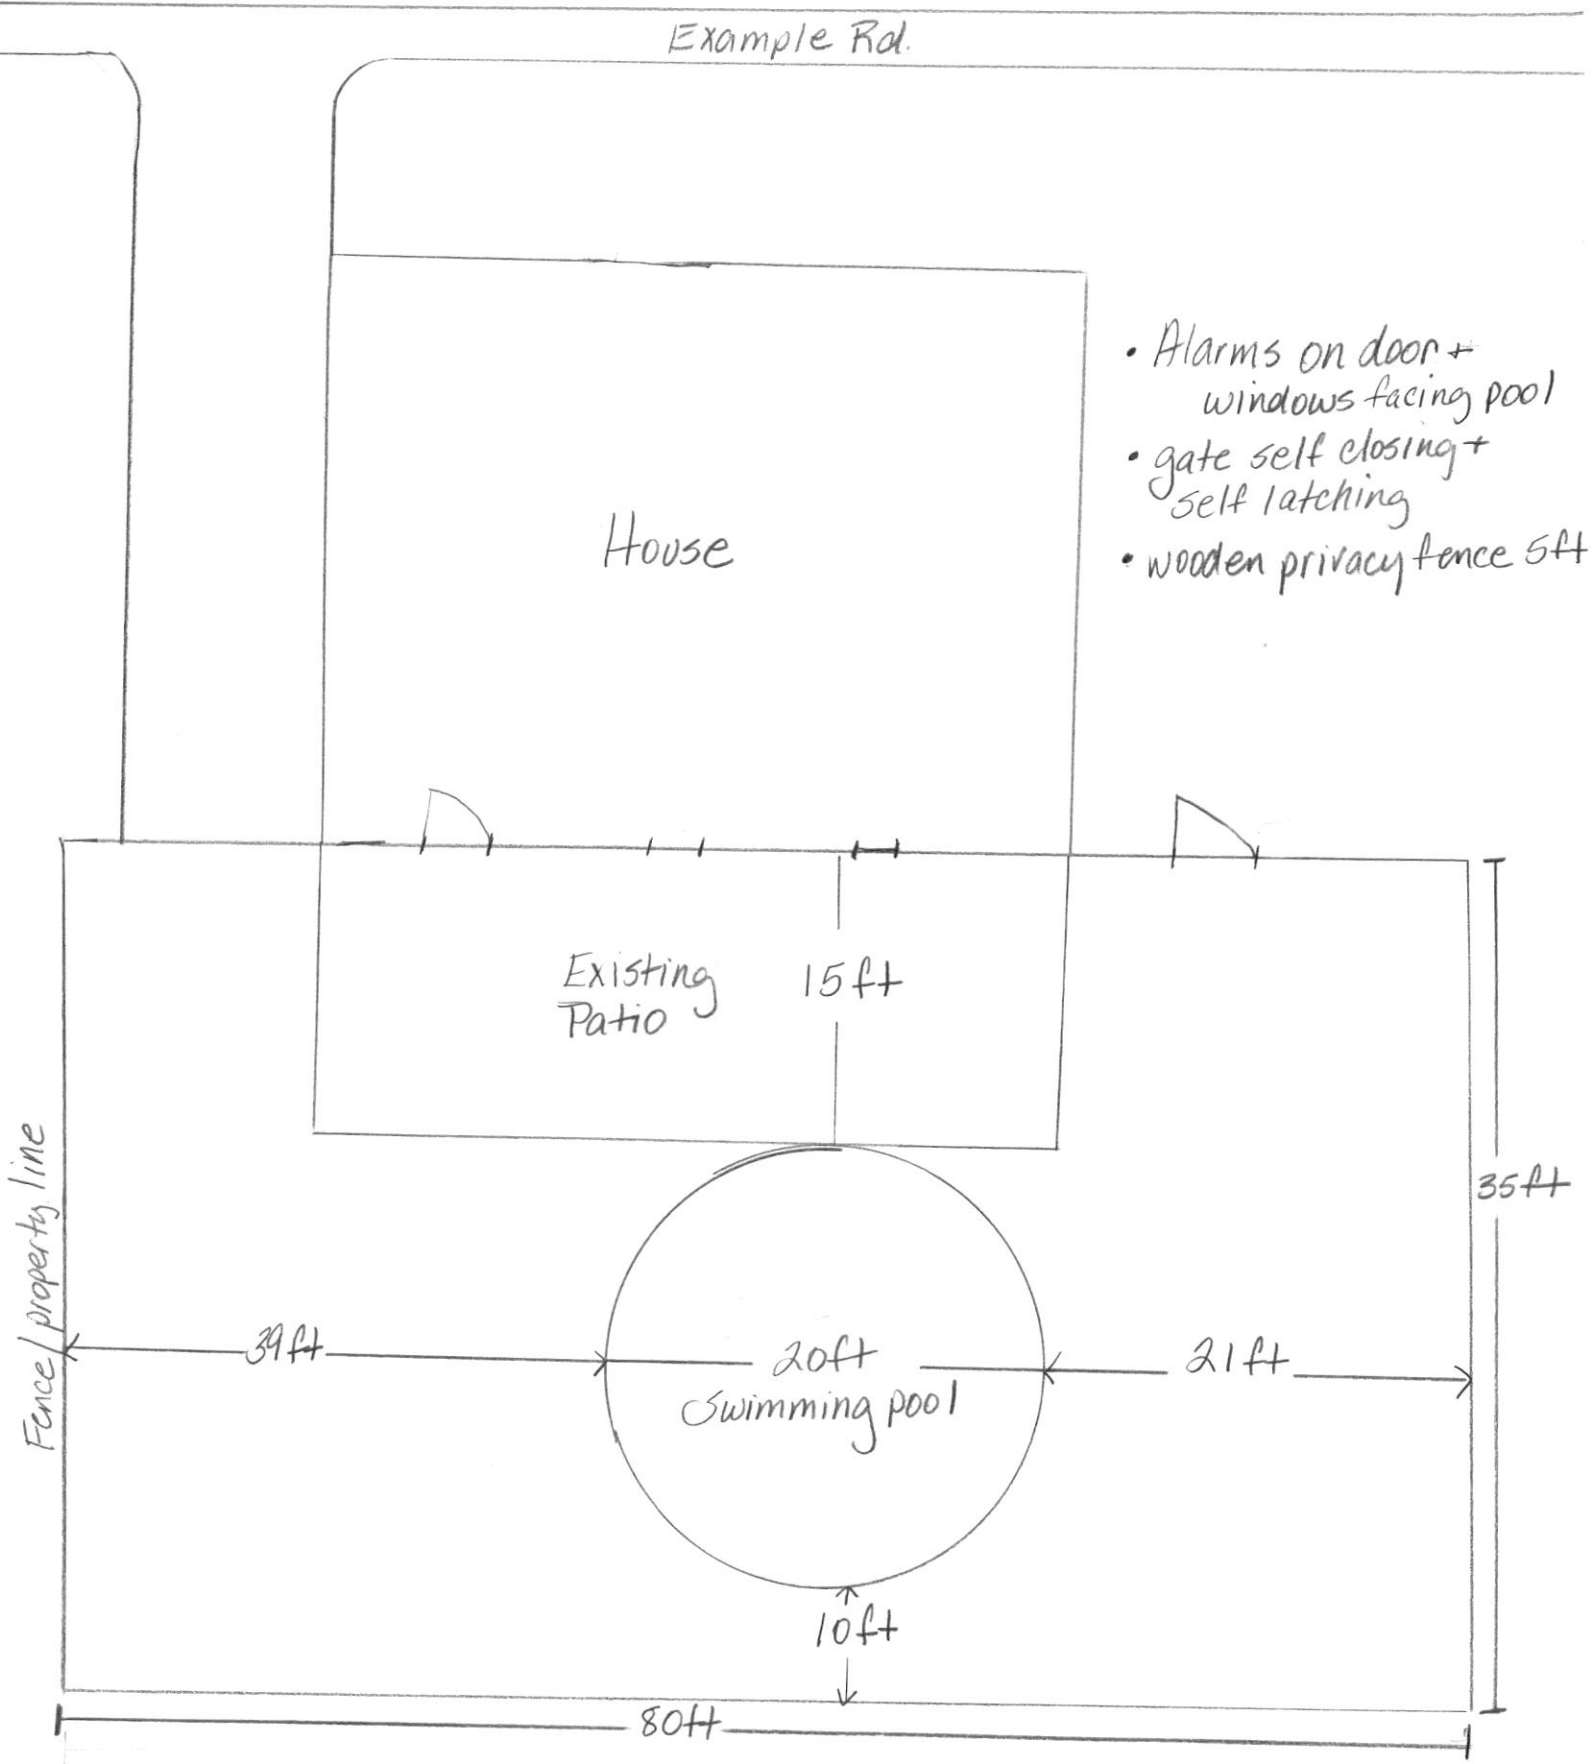 Example Rd.
• Alarms on door +
windows facing pool
• gate self closing +
self latching
• wooden privacy fence 5ft
House
Existing
Patio
15ft
Fence/property line
35ft
39ft
20ft
21ft
Swimming pool
10ft
80ft